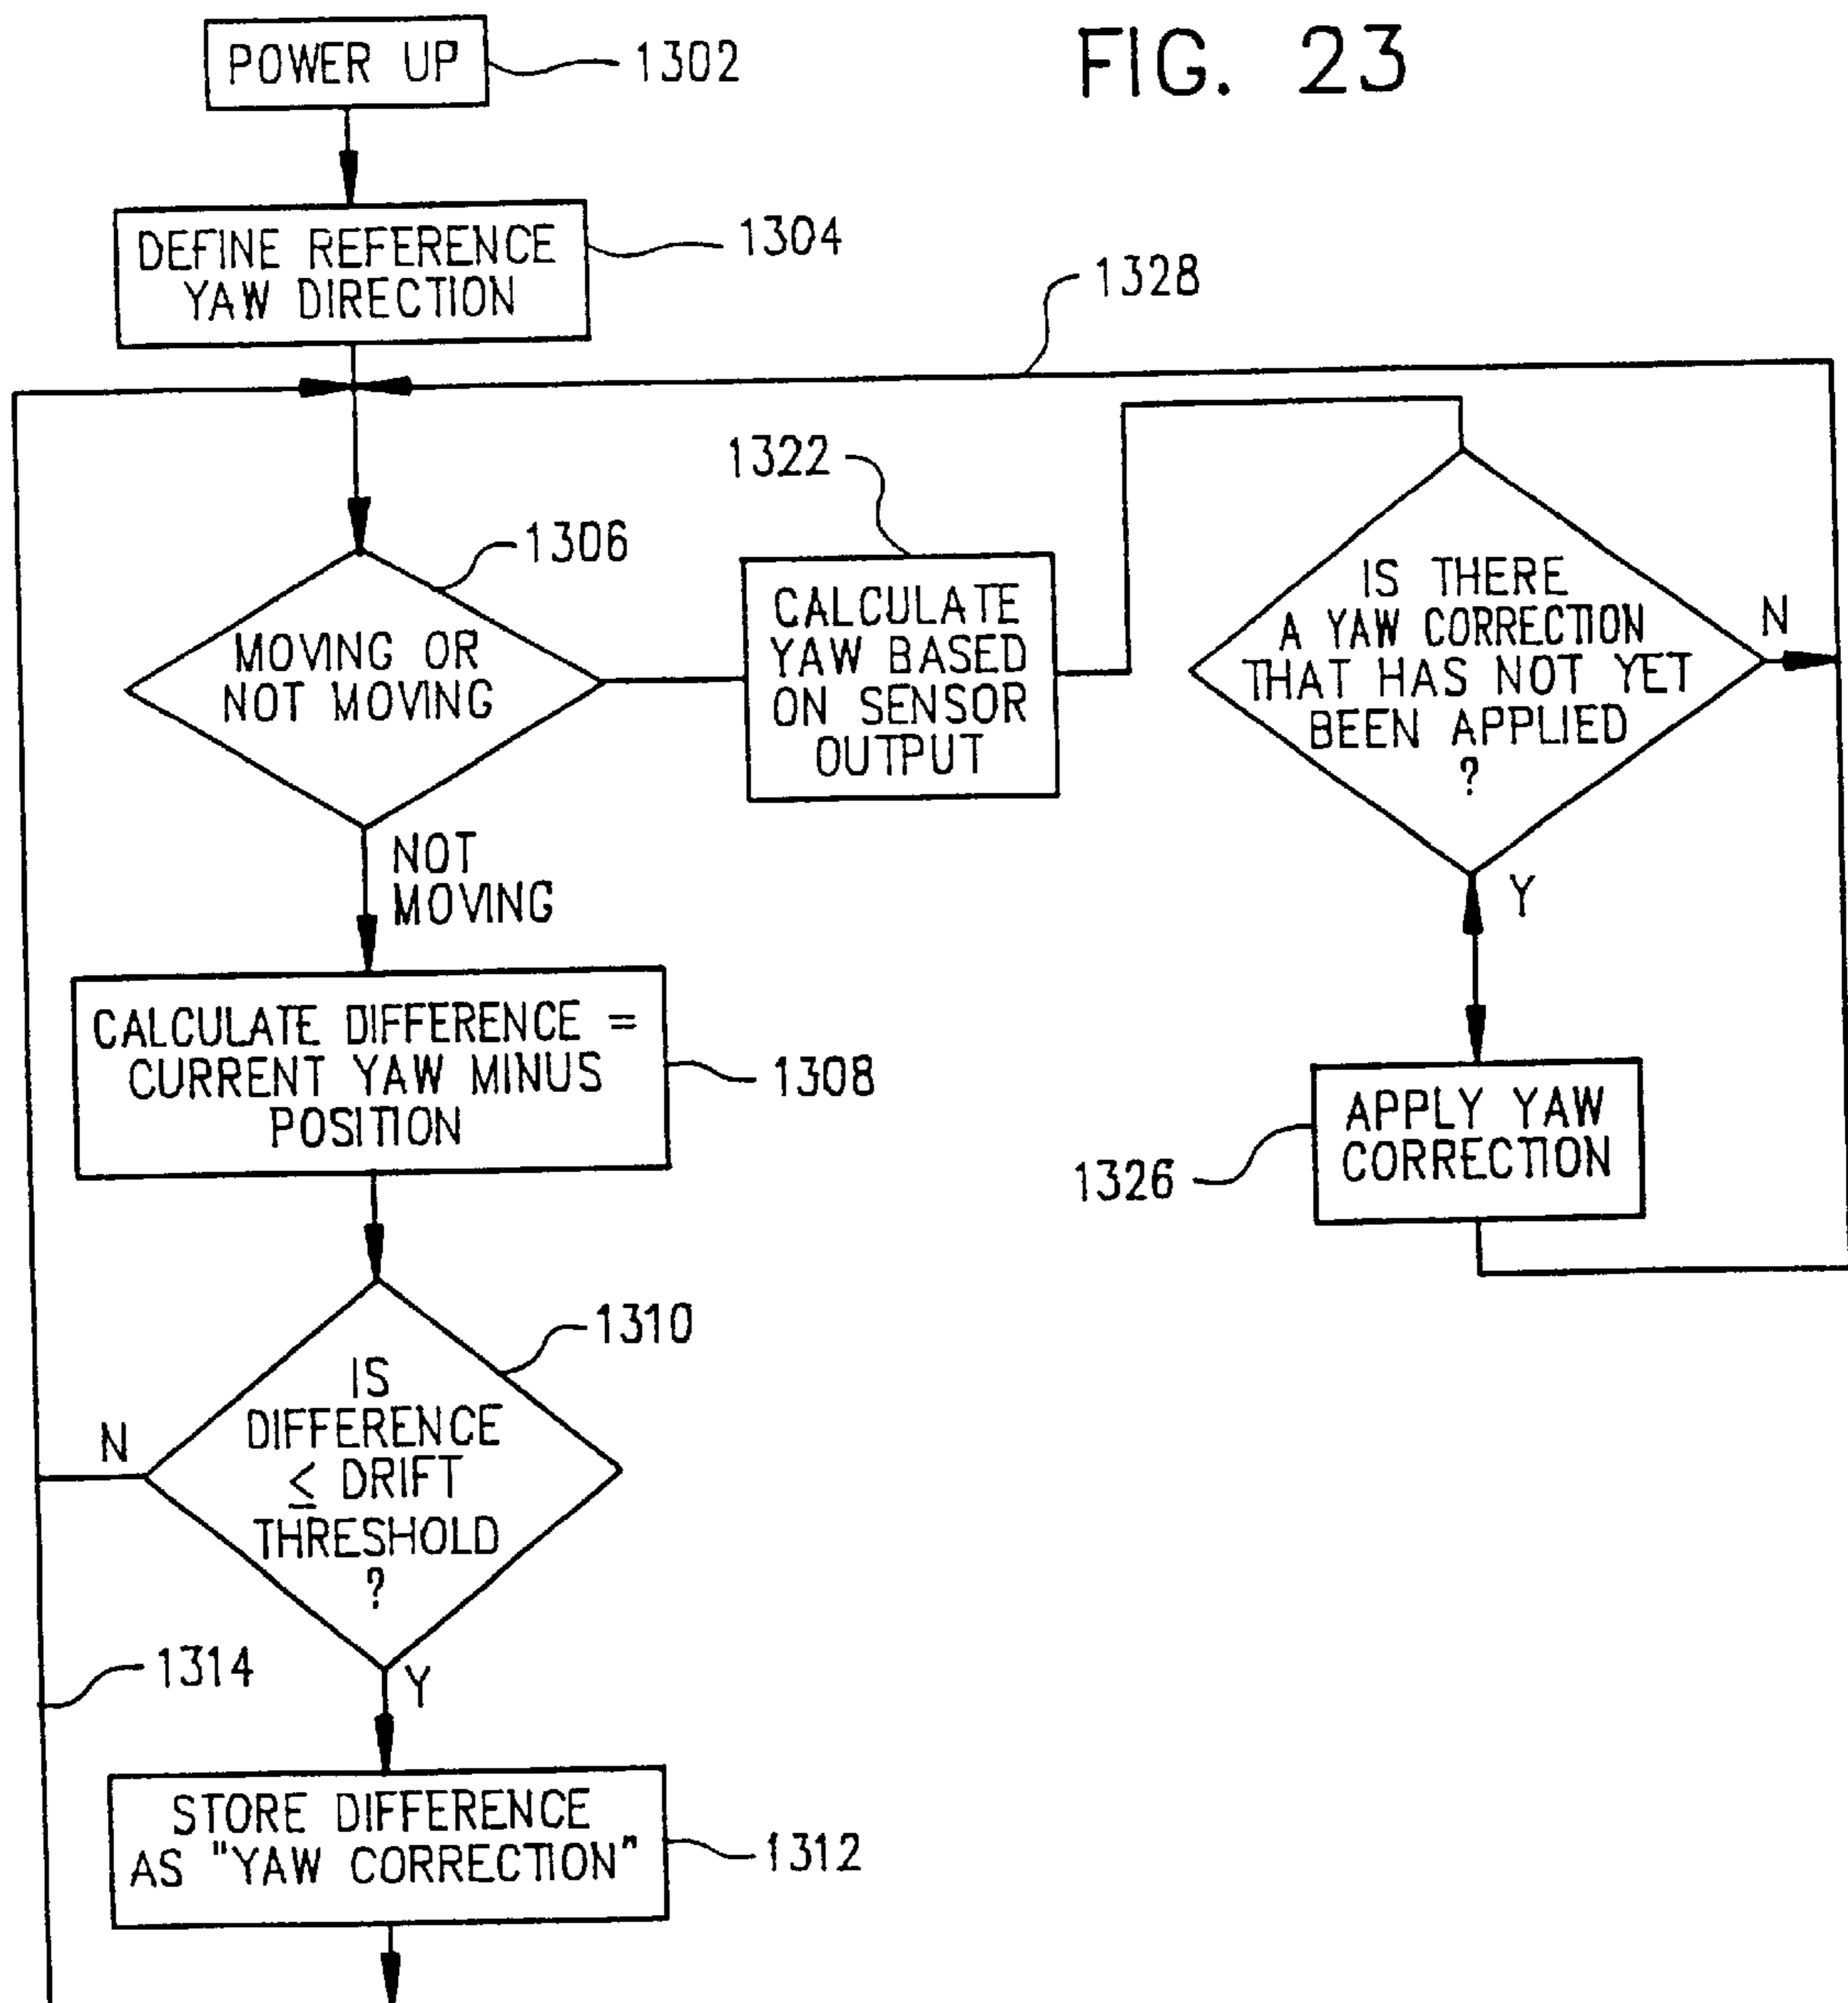 FIG. 23
POWER UP
1302
DEFINE REFERENCE
YAW DIRECTION
1304
1328
1322
1306
MOVING OR
NOT MOVING
CALCULATE
YAW BASED
ON SENSOR
OUTPUT
IS THERE
A YAW CORRECTION
THAT HAS NOT YET
BEEN APPLIED
?
N
Y
NOT
MOVING
CALCULATE DIFFERENCE =
CURRENT YAW MINUS
POSITION
1308
APPLY YAW
CORRECTION
1326
1310
IS
DIFFERENCE
≤ DRIFT
THRESHOLD
?
N
1314
Y
STORE DIFFERENCE
AS "YAW CORRECTION"
1312